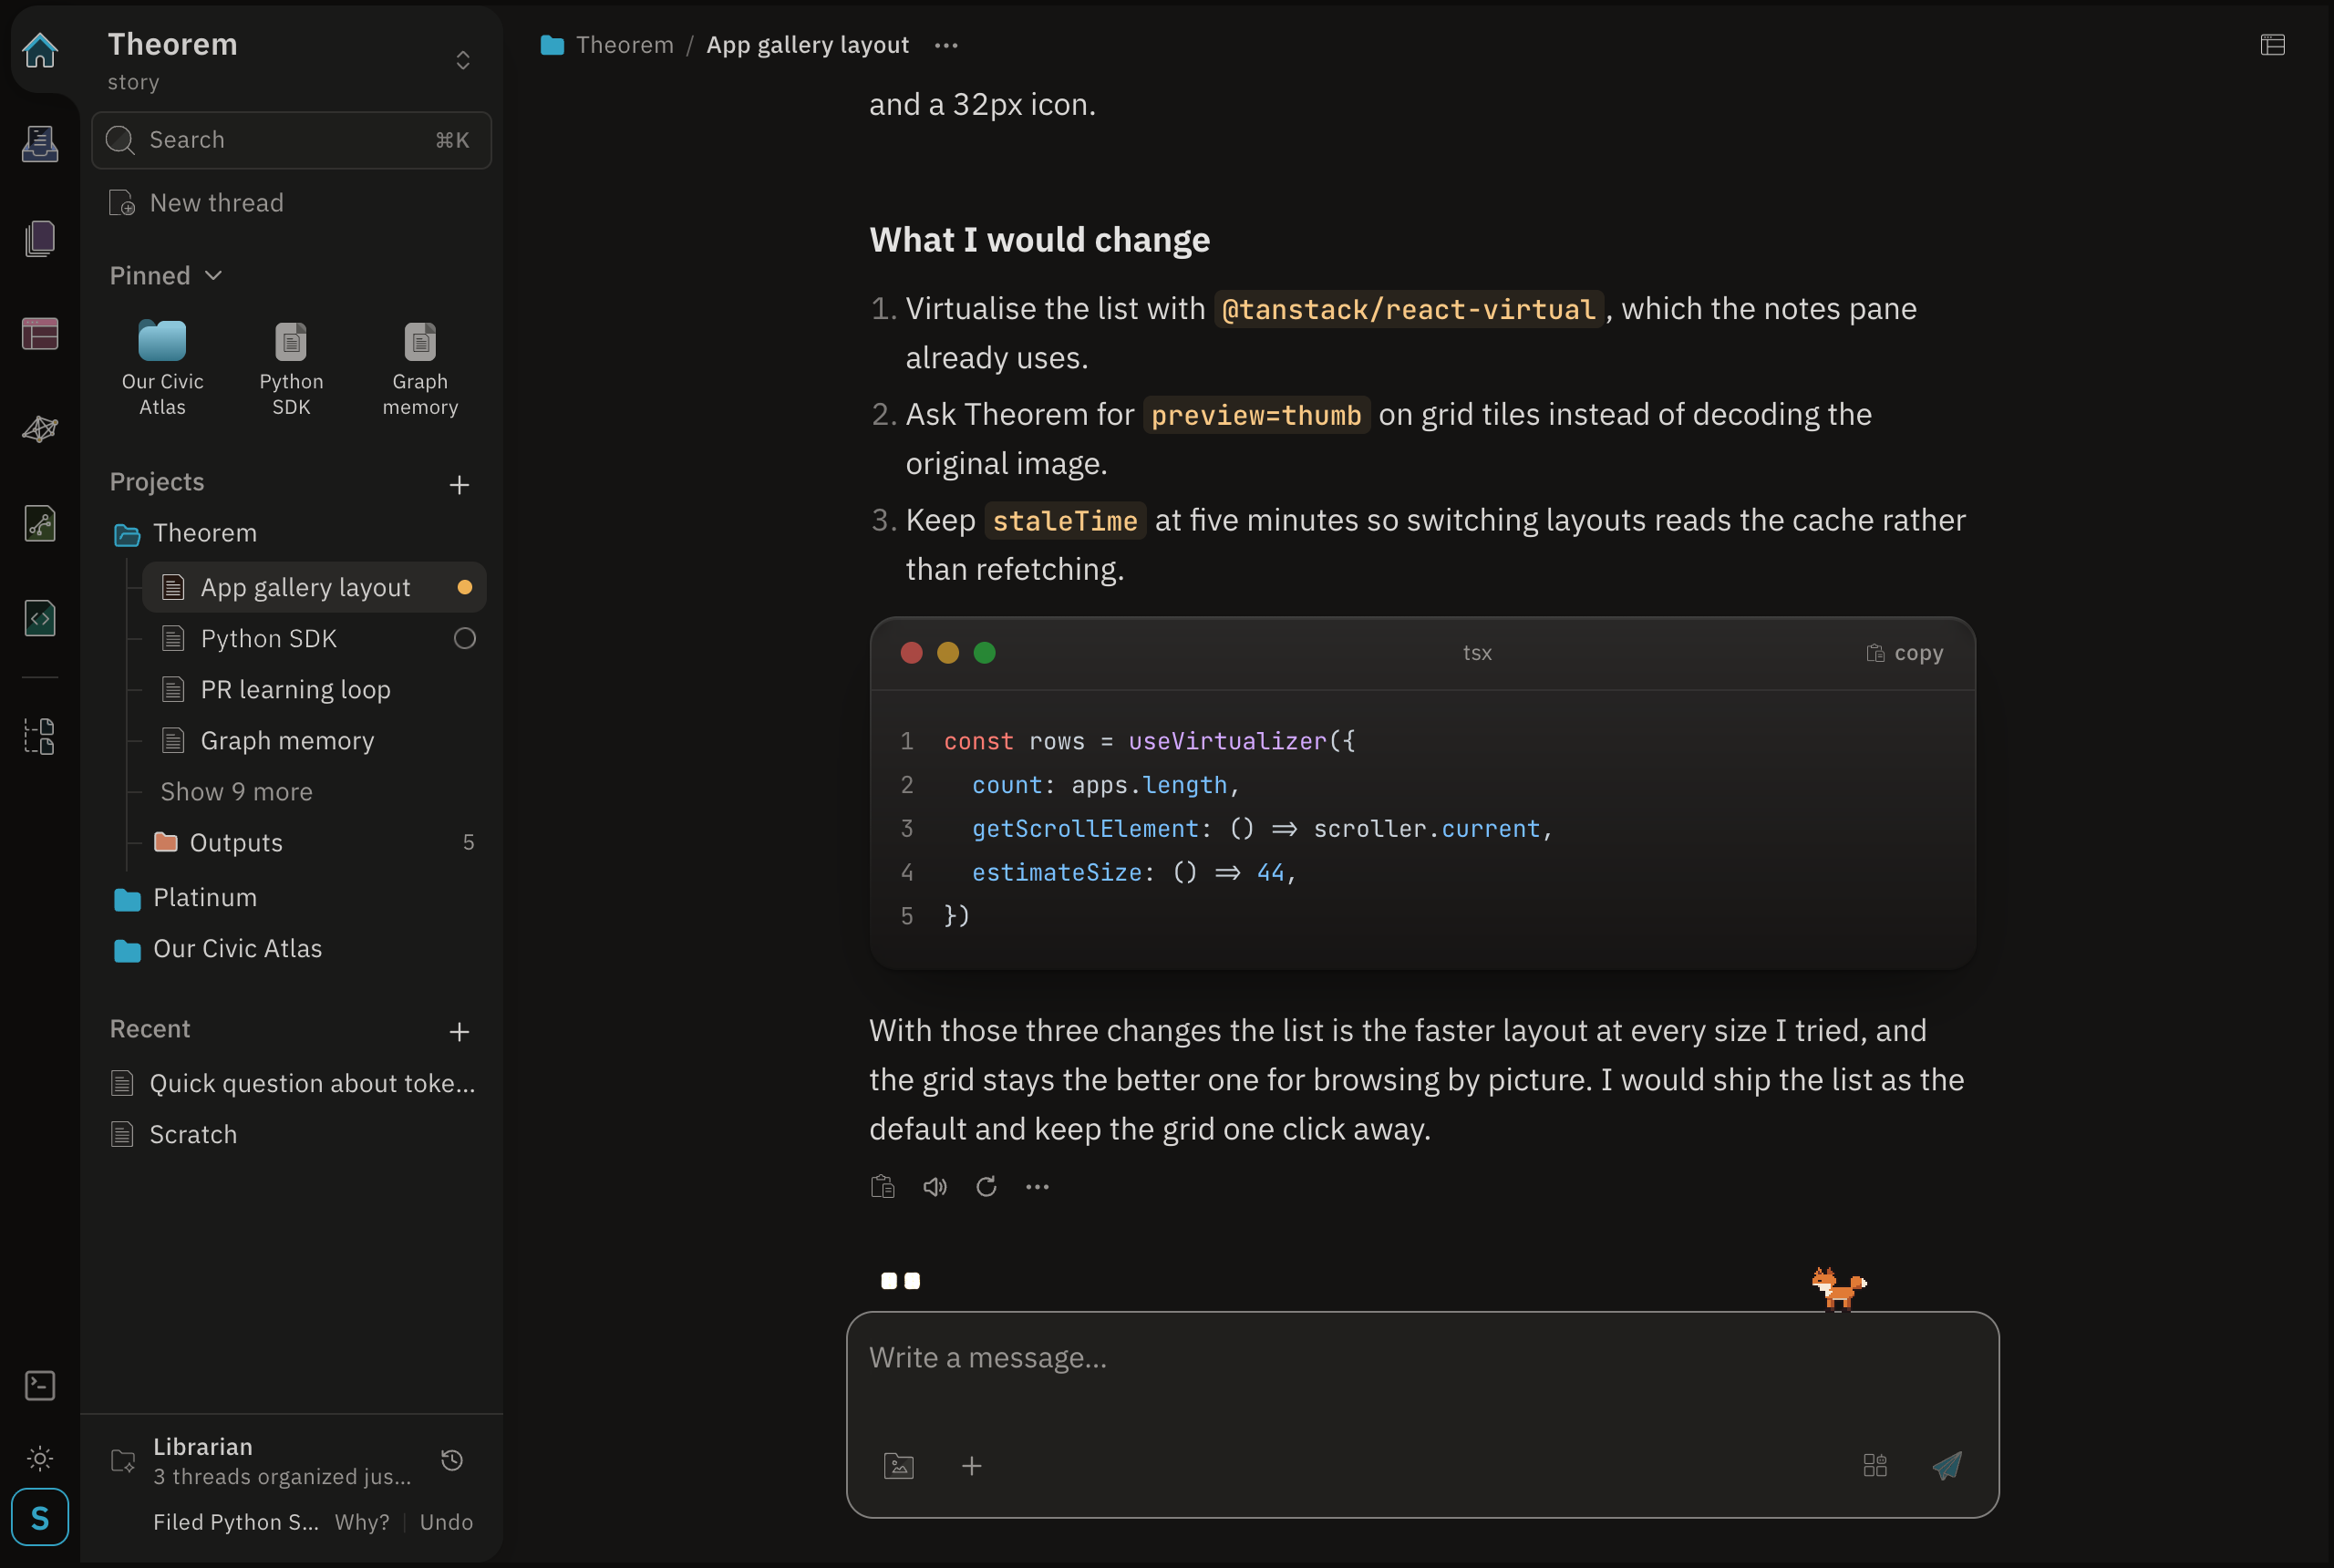 Theorem
story
Search ⌘K
New thread
Pinned
Our Civic
Atlas
Python
SDK
Graph
memory
Projects
Theorem
App gallery layout
Python SDK
PR learning loop
Graph memory
Show 9 more
Outputs 5
Platinum
Our Civic Atlas
Recent
Quick question about toke...
Scratch
Librarian
3 threads organized jus...
Filed Python S... Why? Undo
S
Theorem / App gallery layout
and a 32px icon.
What I would change
1. Virtualise the list with @tanstack/react-virtual, which the notes pane
already uses.
2. Ask Theorem for preview=thumb on grid tiles instead of decoding the
original image.
3. Keep staleTime at five minutes so switching layouts reads the cache rather
than refetching.
tsx copy
1 const rows = useVirtualizer({
2 count: apps.length,
3 getScrollElement: () => scroller.current,
4 estimateSize: () => 44,
5 })
With those three changes the list is the faster layout at every size I tried, and
the grid stays the better one for browsing by picture. I would ship the list as the
default and keep the grid one click away.
Write a message...